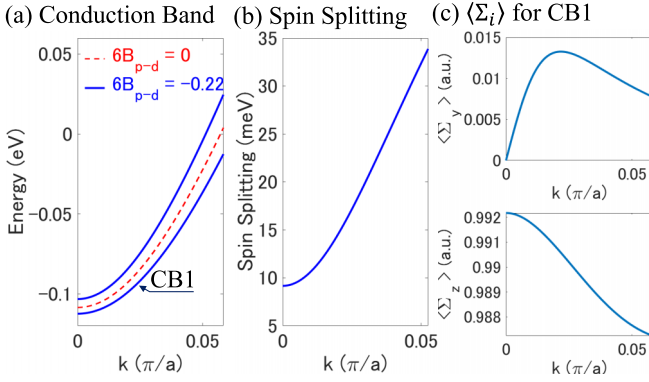 (a) Conduction Band
0.05
0
−0.05
−0.1
Energy (eV)
6B_{p−d} = 0
6B_{p−d} = −0.22
CB1
0
0.05
k (π/a)
(b) Spin Splitting
35
30
25
20
15
10
5
Spin Splitting (meV)
0
0.05
k (π/a)
(c) ⟨Σ_i⟩ for CB1
0.015
0.01
0.005
0
<Σ_y> (a.u.)
0
0.05
k (π/a)
0.992
0.991
0.99
0.989
0.988
<Σ_z> (a.u.)
0
0.05
k (π/a)